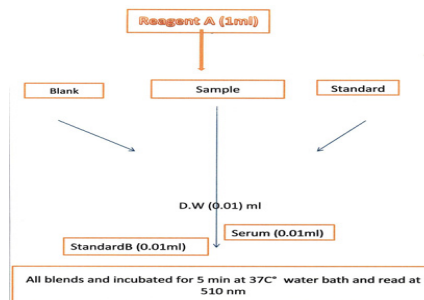 Reagent A (1ml)
Blank
Sample
Standard
D.W (0.01) ml
Serum (0.01ml)
StandardB (0.01ml)
All blends and incubated for 5 min at 37C° water bath and read at
510 nm